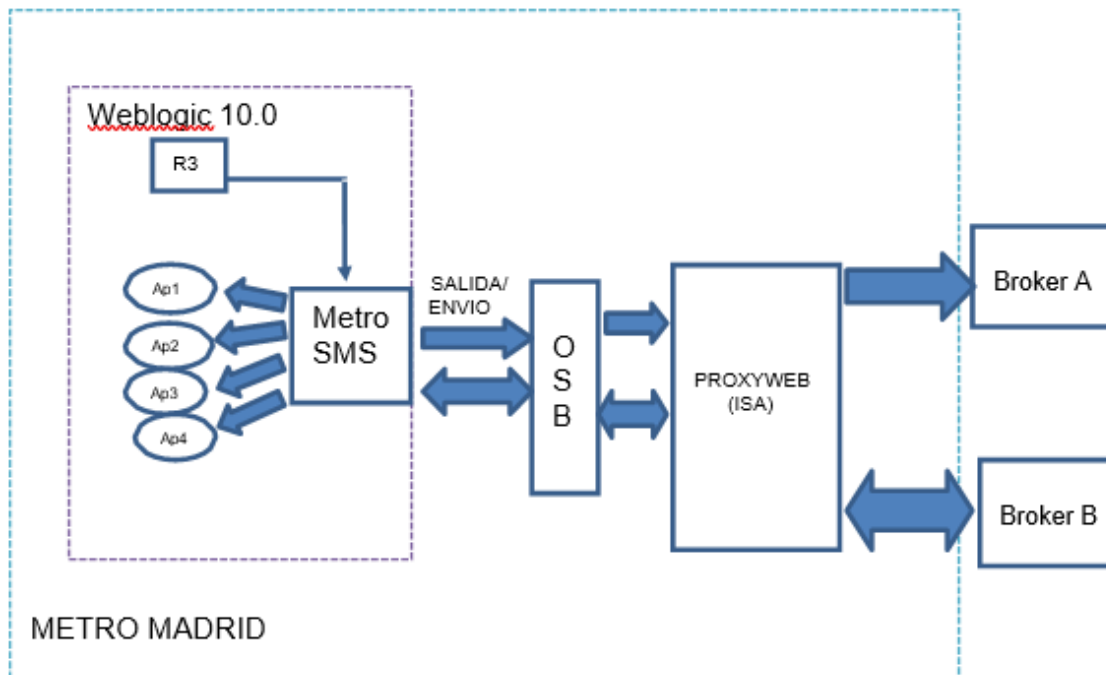 Weblogic 10.0
R3
Ap1
Ap2
Ap3
Ap4
Metro
SMS
SALIDA/
ENVIO
O
S
B
PROXYWEB
(ISA)
Broker A
Broker B
METRO MADRID